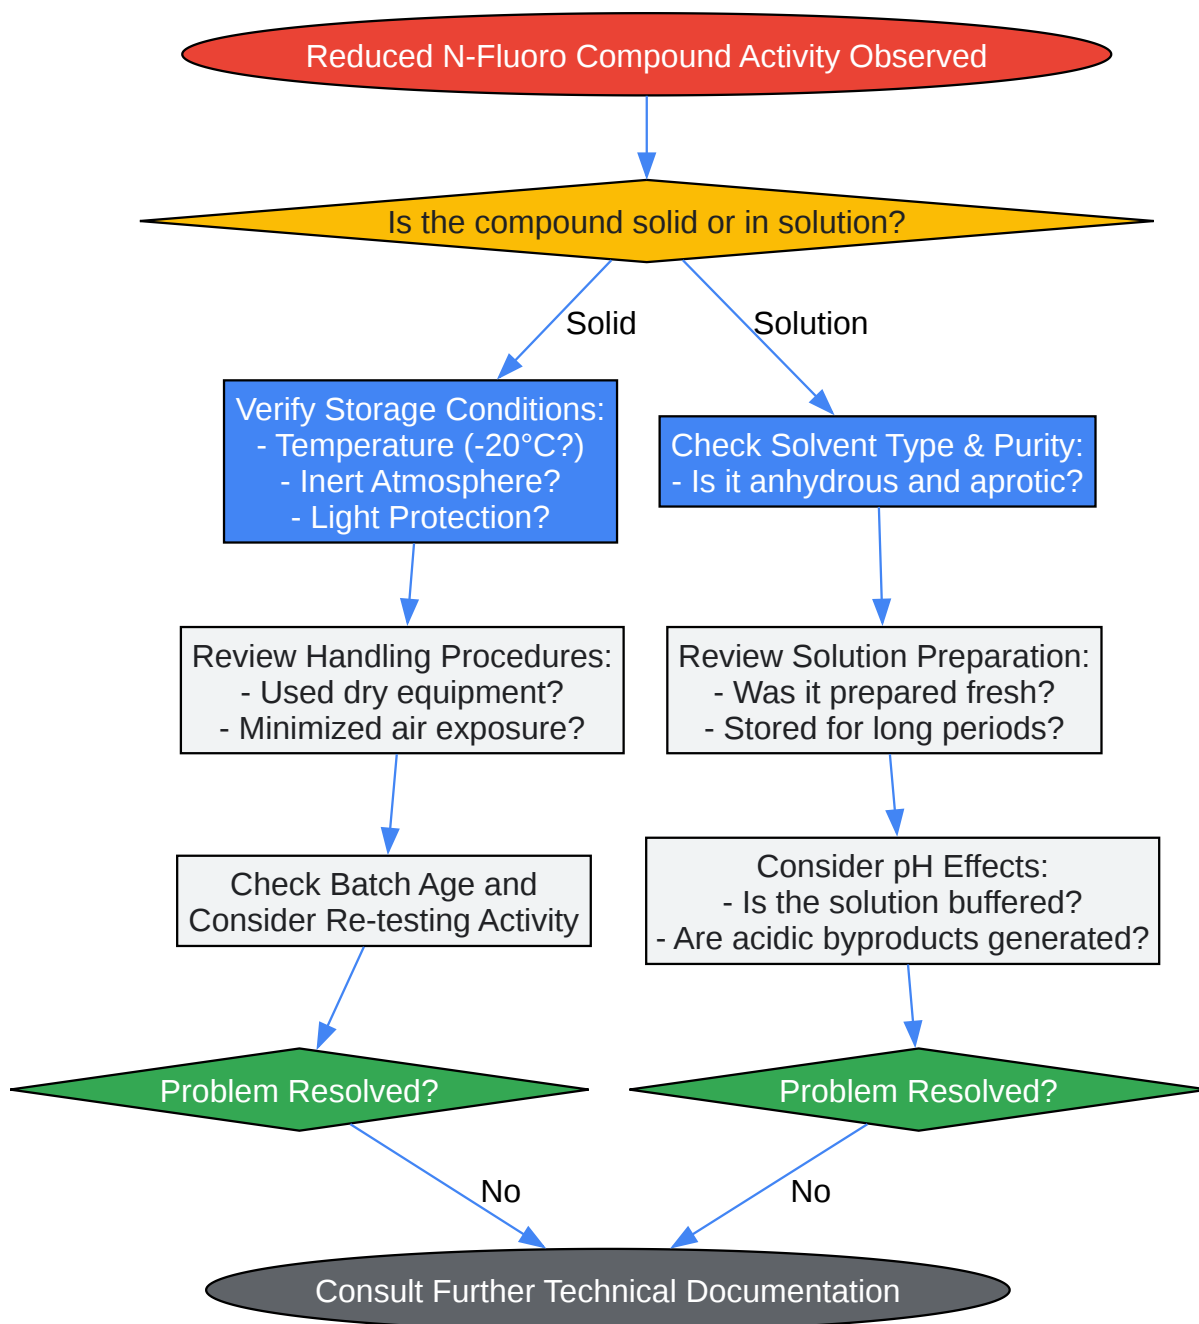 Reduced N-Fluoro Compound Activity Observed
Is the compound solid or in solution?
Solid
Solution
Verify Storage Conditions:
- Temperature (-20°C?)
- Inert Atmosphere?
- Light Protection?
Check Solvent Type & Purity:
- Is it anhydrous and aprotic?
Review Handling Procedures:
- Used dry equipment?
- Minimized air exposure?
Review Solution Preparation:
- Was it prepared fresh?
- Stored for long periods?
Check Batch Age and
Consider Re-testing Activity
Consider pH Effects:
- Is the solution buffered?
- Are acidic byproducts generated?
Problem Resolved?
Problem Resolved?
No
No
Consult Further Technical Documentation